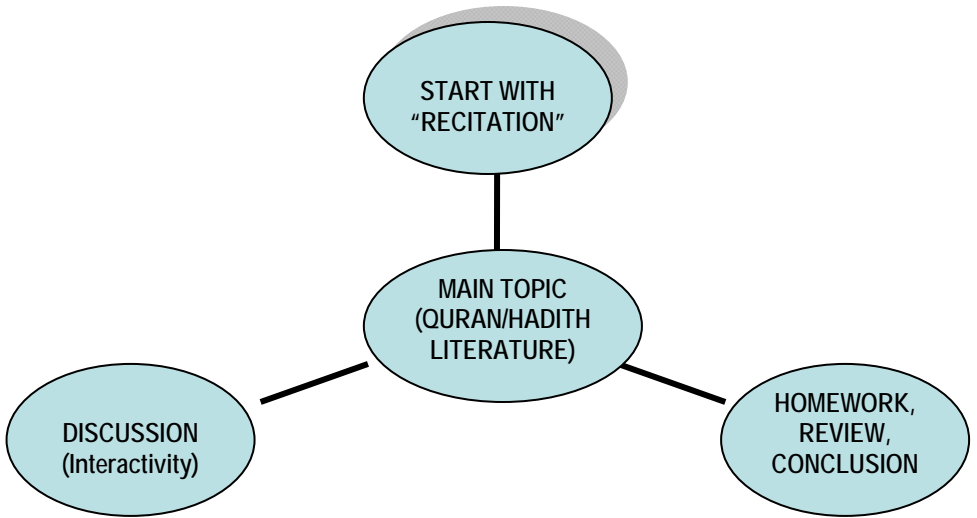 START WITH
“RECITATION”
MAIN TOPIC
(QURAN/HADITH
LITERATURE)
DISCUSSION
(Interactivity)
HOMEWORK,
REVIEW,
CONCLUSION